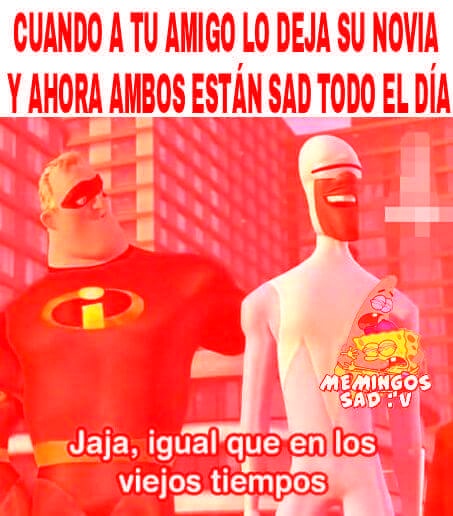 CUANDO A TU AMIGO LO DEJA SU NOVIA
Y AHORA AMBOS ESTÁN SAD TODO EL DÍA
MEMINGOS
SAD :'V
Jaja, igual que en los
viejos tiempos